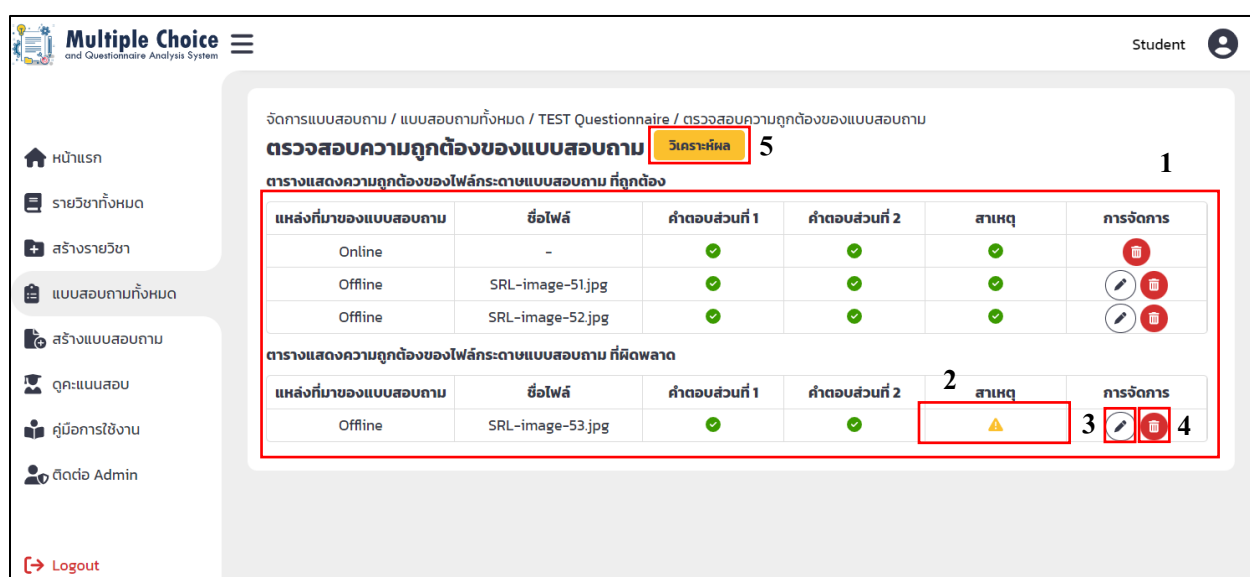 Multiple Choice
and Questionnaire Analysis System
Student
จัดการแบบสอบถาม / แบบสอบถามทั้งหมด / TEST Questionnaire / ตรวจสอบความถูกต้องของแบบสอบถาม
ตรวจสอบความถูกต้องของแบบสอบถาม วิเคราะห์ผล 5
1
ตารางแสดงความถูกต้องของไฟล์กระดาษแบบสอบถาม ที่ถูกต้อง
แหล่งที่มาของแบบสอบถาม ชื่อไฟล์ คำตอบส่วนที่ 1 คำตอบส่วนที่ 2 สาเหตุ การจัดการ
Online -
Offline SRL-image-51.jpg
Offline SRL-image-52.jpg
ตารางแสดงความถูกต้องของไฟล์กระดาษแบบสอบถาม ที่ผิดพลาด
แหล่งที่มาของแบบสอบถาม ชื่อไฟล์ คำตอบส่วนที่ 1 คำตอบส่วนที่ 2 2 สาเหตุ การจัดการ
Offline SRL-image-53.jpg 3 4
หน้าแรก
รายวิชาทั้งหมด
สร้างรายวิชา
แบบสอบถามทั้งหมด
สร้างแบบสอบถาม
ดูคะแนนสอบ
คู่มือการใช้งาน
ติดต่อ Admin
Logout